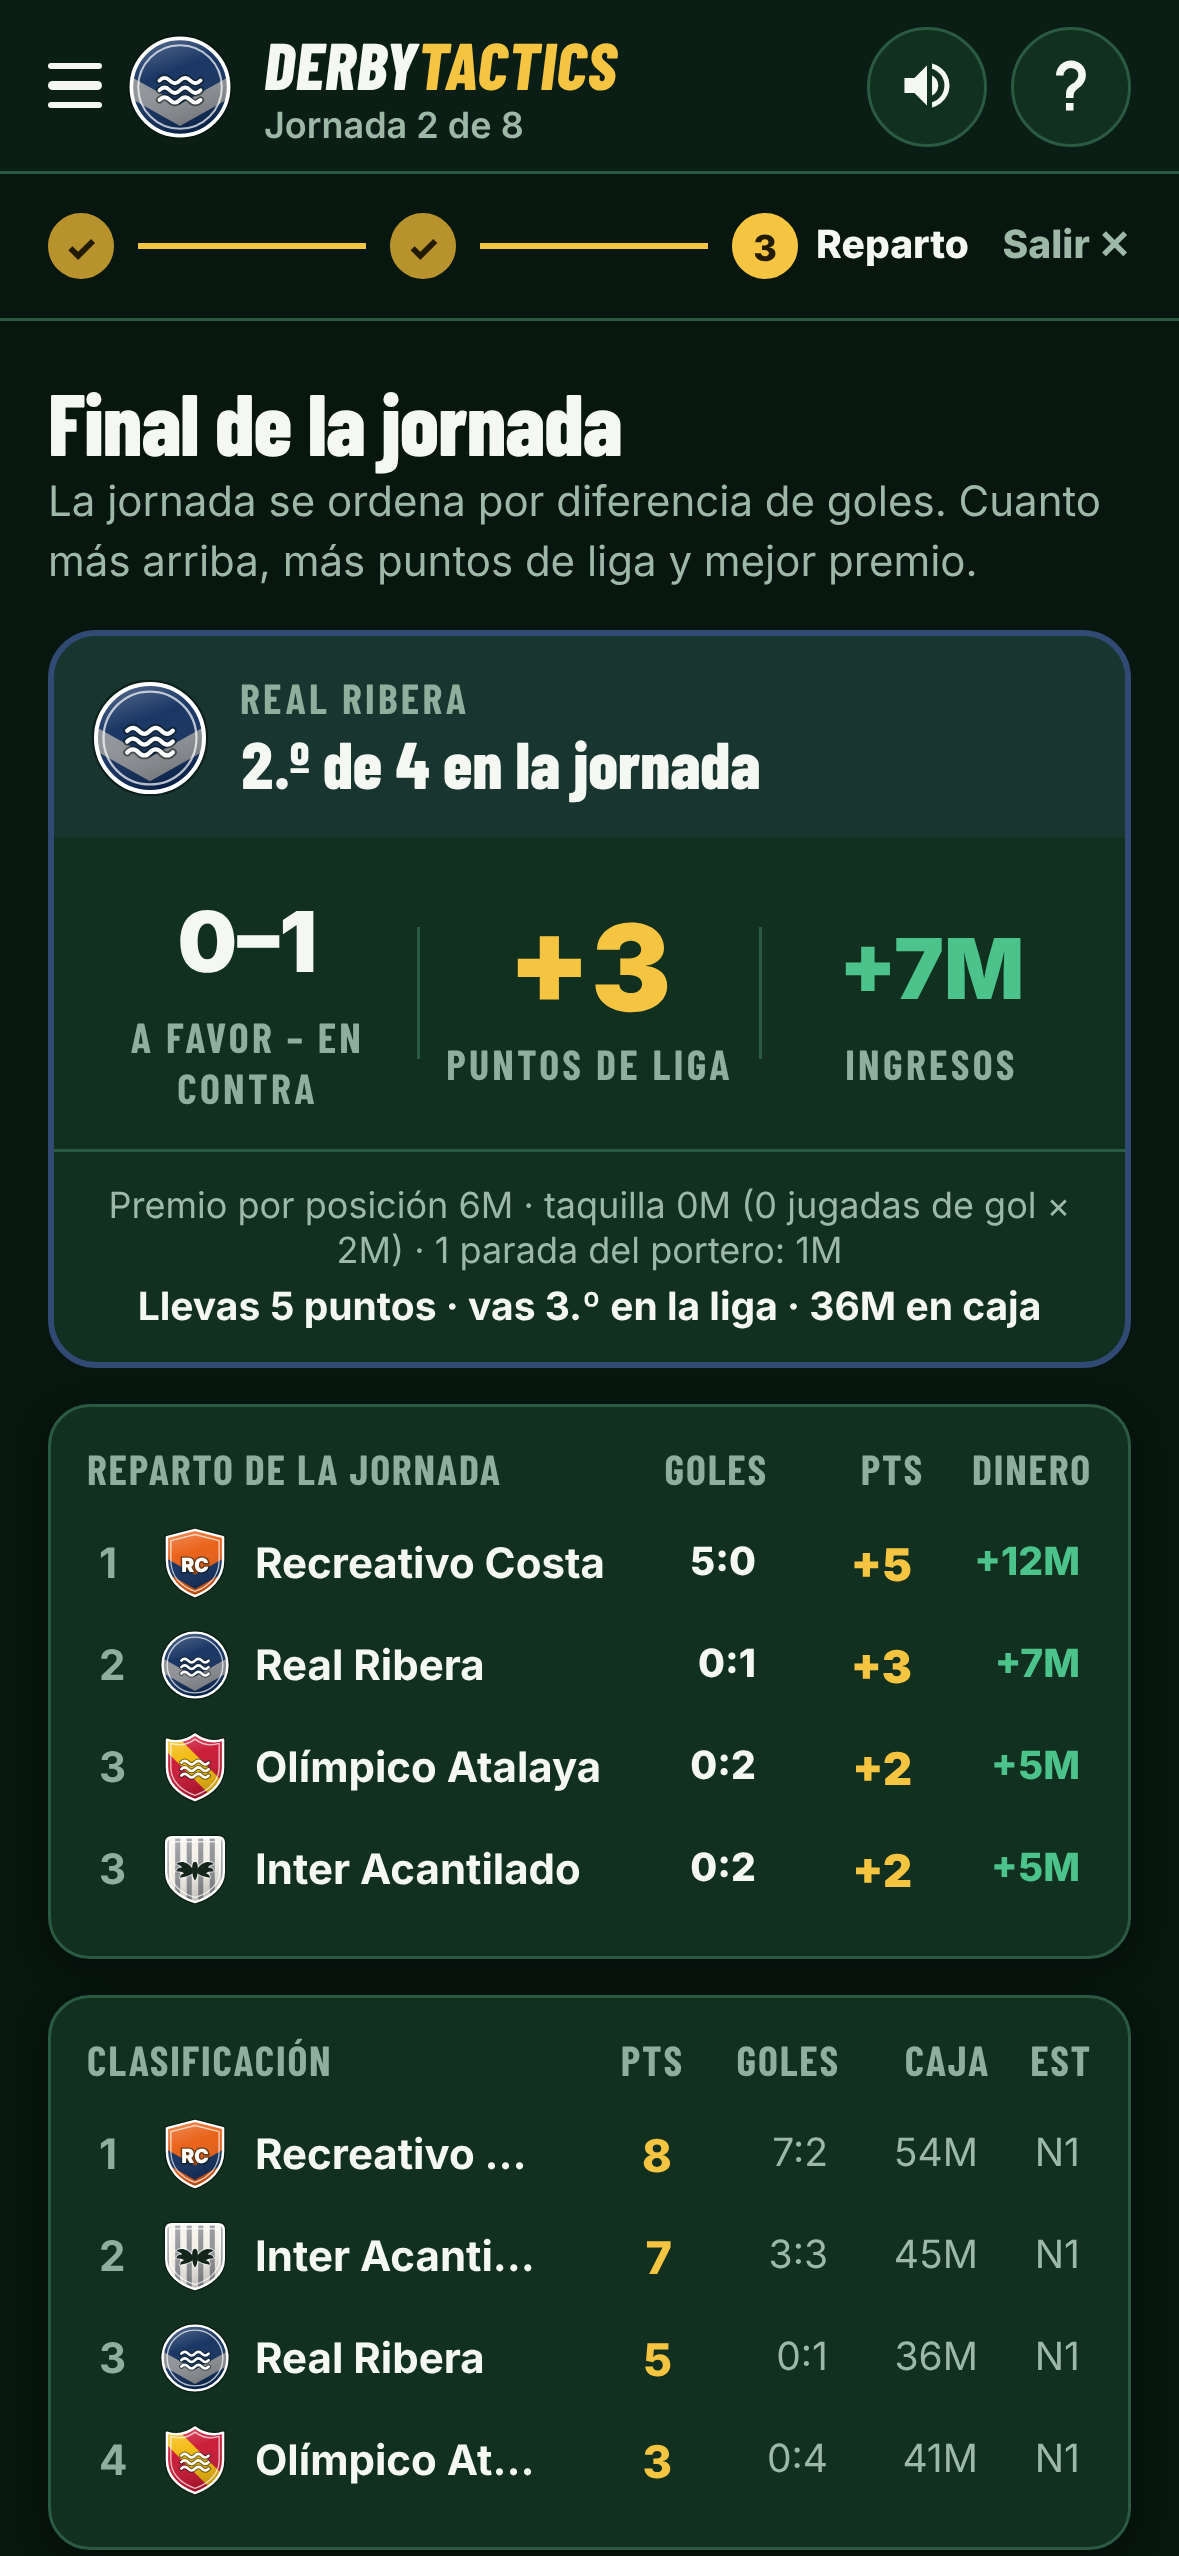 DERBYTACTICS
Jornada 2 de 8
?
3 Reparto Salir ✕
Final de la jornada
La jornada se ordena por diferencia de goles. Cuanto
más arriba, más puntos de liga y mejor premio.
REAL RIBERA
2.º de 4 en la jornada
0–1 +3 +7M
A FAVOR – EN
CONTRA
PUNTOS DE LIGA
INGRESOS
Premio por posición 6M · taquilla 0M (0 jugadas de gol ×
2M) · 1 parada del portero: 1M
Llevas 5 puntos · vas 3.º en la liga · 36M en caja
REPARTO DE LA JORNADA GOLES PTS DINERO
1 RC Recreativo Costa 5:0 +5 +12M
2 Real Ribera 0:1 +3 +7M
3 Olímpico Atalaya 0:2 +2 +5M
3 Inter Acantilado 0:2 +2 +5M
CLASIFICACIÓN PTS GOLES CAJA EST
1 RC Recreativo ... 8 7:2 54M N1
2 Inter Acanti... 7 3:3 45M N1
3 Real Ribera 5 0:1 36M N1
4 Olímpico At... 3 0:4 41M N1